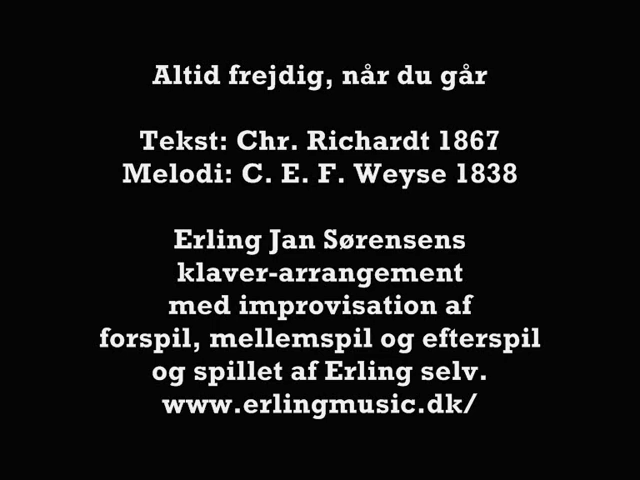 Altid frejdig, når du går
Tekst: Chr. Richardt 1867
Melodi: C. E. F. Weyse 1838
Erling Jan Sørensens
klaver-arrangement
med improvisation af
forspil, mellemspil og efterspil
og spillet af Erling selv.
www.erlingmusic.dk/